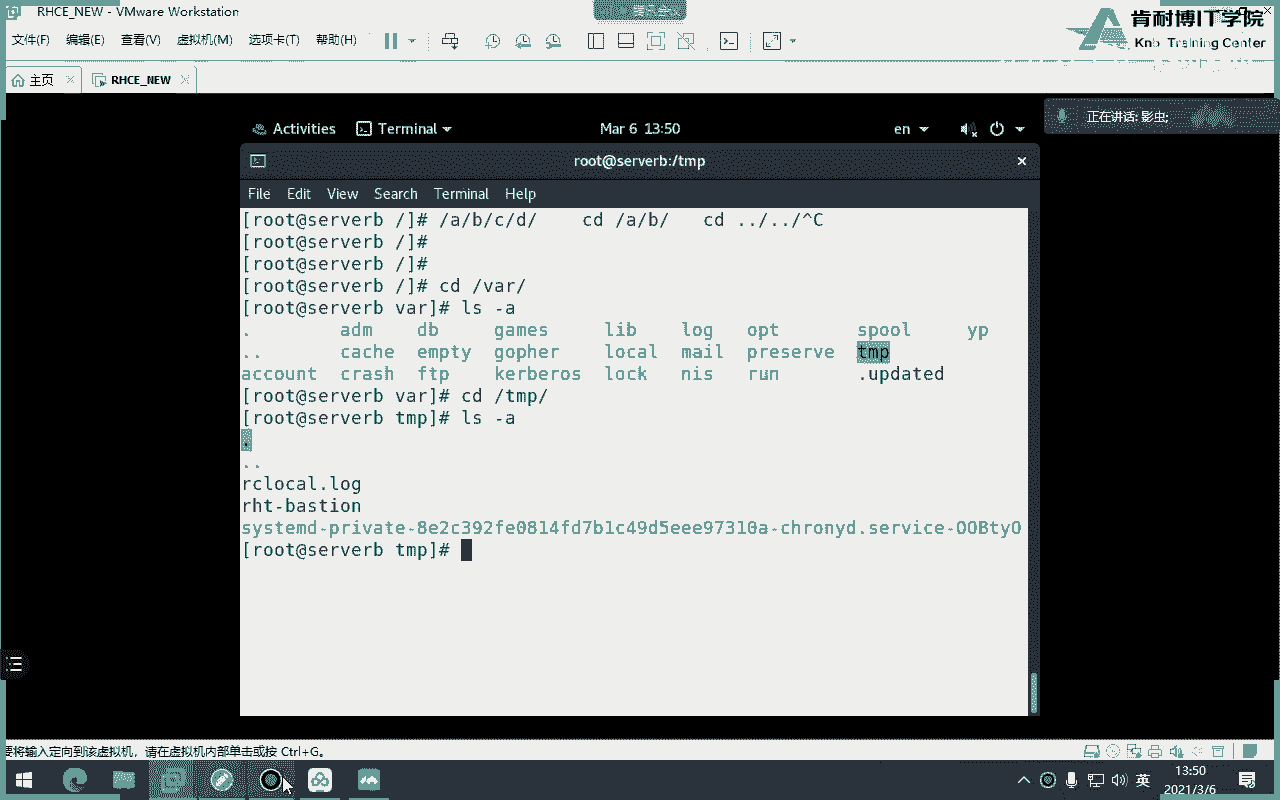 RHCE_NEW - VMware Workstation
肯耐博IT学院
Knb Training Center
文件(F) 编辑(E) 查看(V) 虚拟机(M) 选项卡(T) 帮助(H)
主页 RHCE_NEW
正在讲话: 影虫;
Activities Terminal Mar 6 13:50 en
root@serverb:/tmp
File Edit View Search Terminal Help
[root@serverb /]# /a/b/c/d/    cd /a/b/   cd ../../^C
[root@serverb /]#
[root@serverb /]#
[root@serverb /]# cd /var/
[root@serverb var]# ls -a
.        adm    db     games     lib    log   opt       spool     yp
..       cache  empty  gopher    local  mail  preserve  tmp
account  crash  ftp    kerberos  lock   nis   run       .updated
[root@serverb var]# cd /tmp/
[root@serverb tmp]# ls -a
.
..
rclocal.log
rht-bastion
systemd-private-8e2c392fe0814fd7b1c49d5eee97310a-chronyd.service-OOBtyO
[root@serverb tmp]#
要将输入定向到该虚拟机，请在虚拟机内部单击或按 Ctrl+G。
英
13:50
2021/3/6